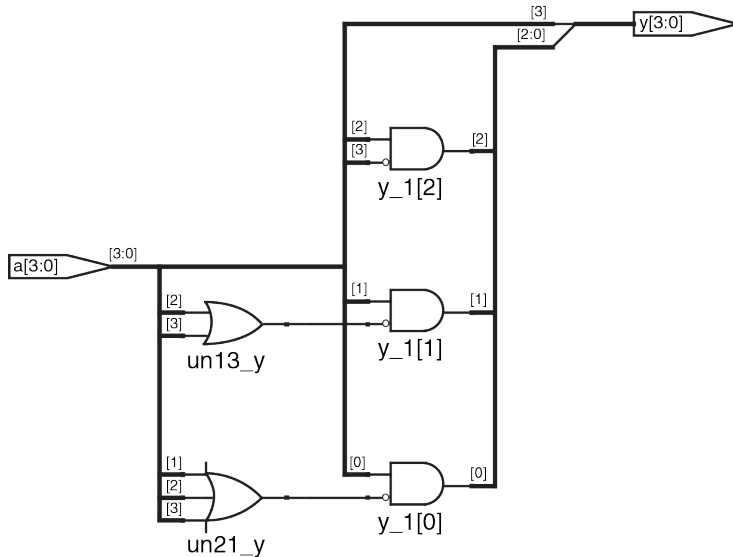 [3]
y[3:0]
[2:0]
[2]
[2]
[3]
y_1[2]
[3:0]
a[3:0]
[1]
[1]
[2]
[3]
y_1[1]
un13_y
[1]
[0]
[0]
[2]
[3]
y_1[0]
un21_y